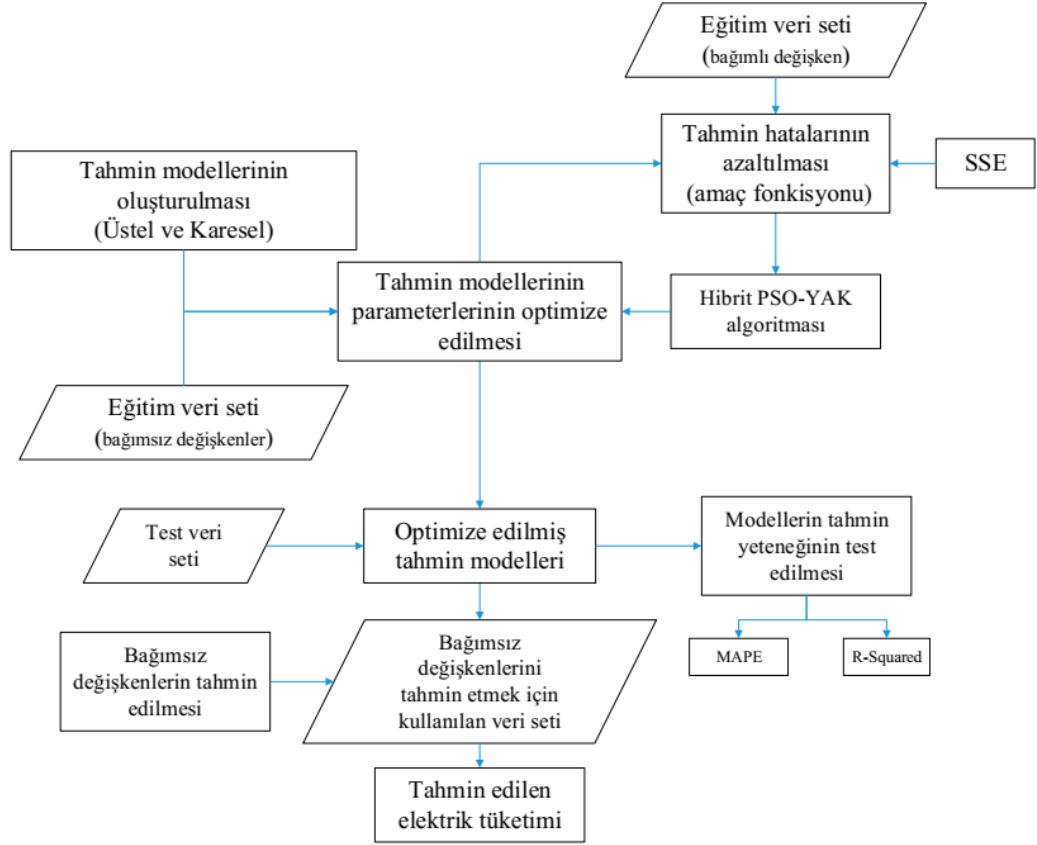 Eğitim veri seti
(bağımlı değişken)
Tahmin hatalarının
azaltılması
(amaç fonkisyonu)
SSE
Tahmin modellerinin
oluşturulması
(Üstel ve Karesel)
Tahmin modellerinin
parameterlerinin optimize
edilmesi
Hibrit PSO-YAK
algoritması
Eğitim veri seti
(bağımsız değişkenler)
Test veri
seti
Optimize edilmiş
tahmin modelleri
Modellerin tahmin
yeteneğinin test
edilmesi
MAPE
R-Squared
Bağımsız
değişkenlerin tahmin
edilmesi
Bağımsız
değişkenlerini
tahmin etmek için
kullanılan veri seti
Tahmin edilen
elektrik tüketimi